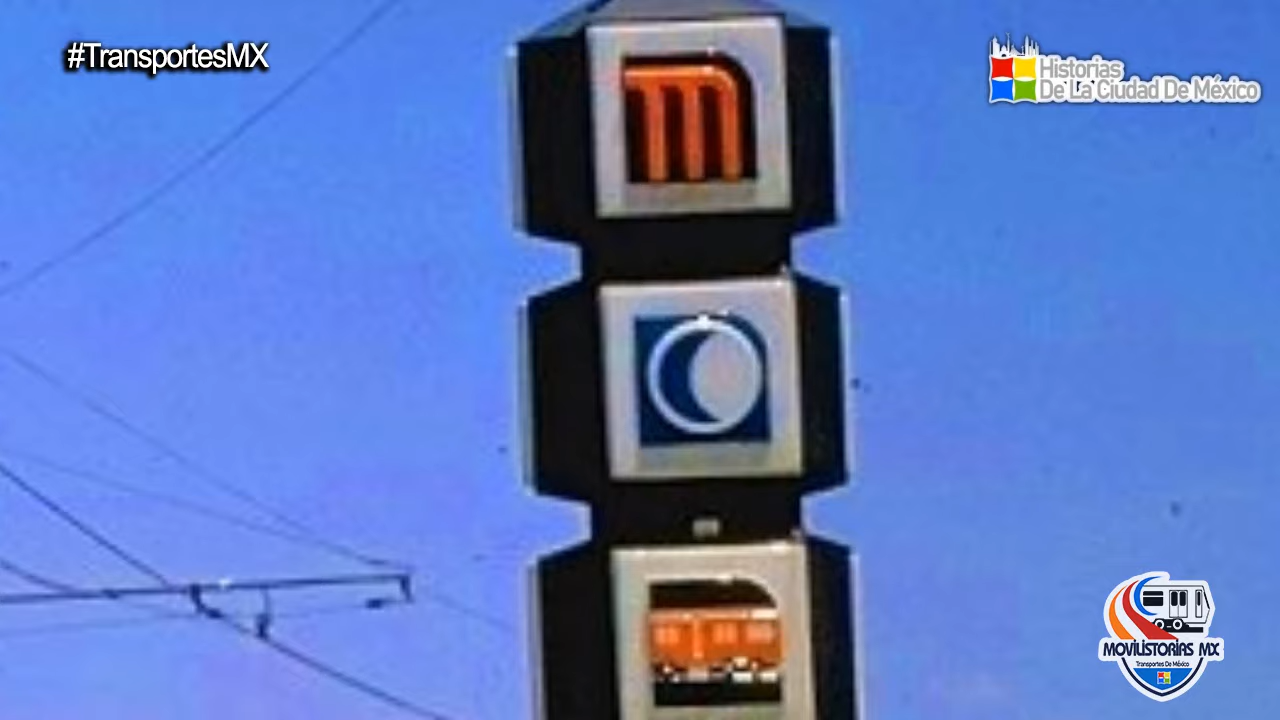 #TransportesMX
Historias
De La Ciudad De México
MOVILISTORIAS MX
Transportes De México